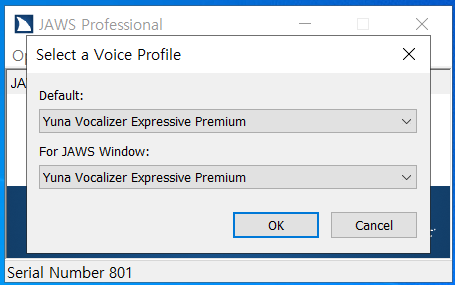 JAWS Professional
Op
Select a Voice Profile
JA
Default:
Yuna Vocalizer Expressive Premium
For JAWS Window:
Yuna Vocalizer Expressive Premium
OK
Cancel
Serial Number 801